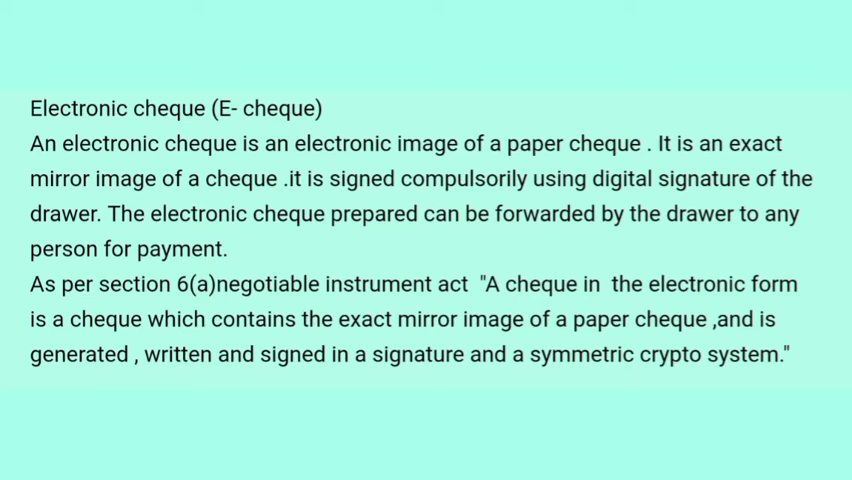 Electronic cheque (E- cheque)
An electronic cheque is an electronic image of a paper cheque . It is an exact
mirror image of a cheque .it is signed compulsorily using digital signature of the
drawer. The electronic cheque prepared can be forwarded by the drawer to any
person for payment.
As per section 6(a)negotiable instrument act  "A cheque in  the electronic form
is a cheque which contains the exact mirror image of a paper cheque ,and is
generated , written and signed in a signature and a symmetric crypto system."